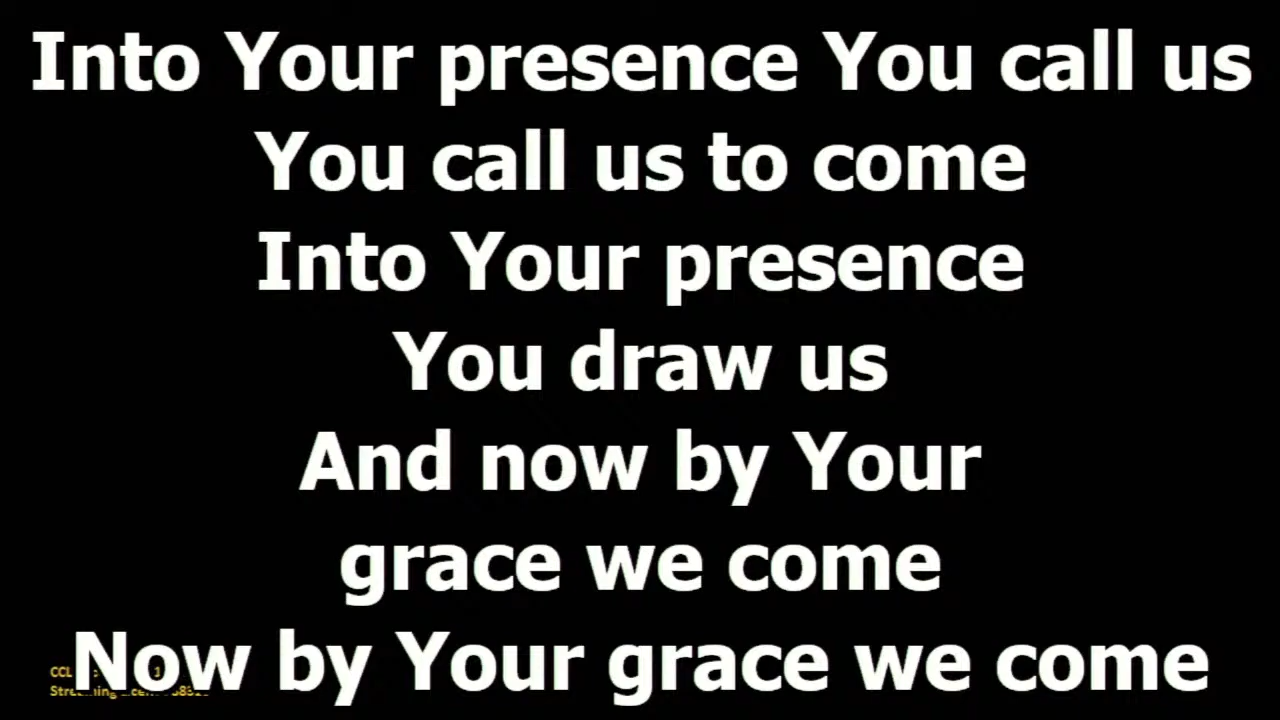 Into Your presence You call us
You call us to come
Into Your presence
You draw us
And now by Your
grace we come
Now by Your grace we come
CCL